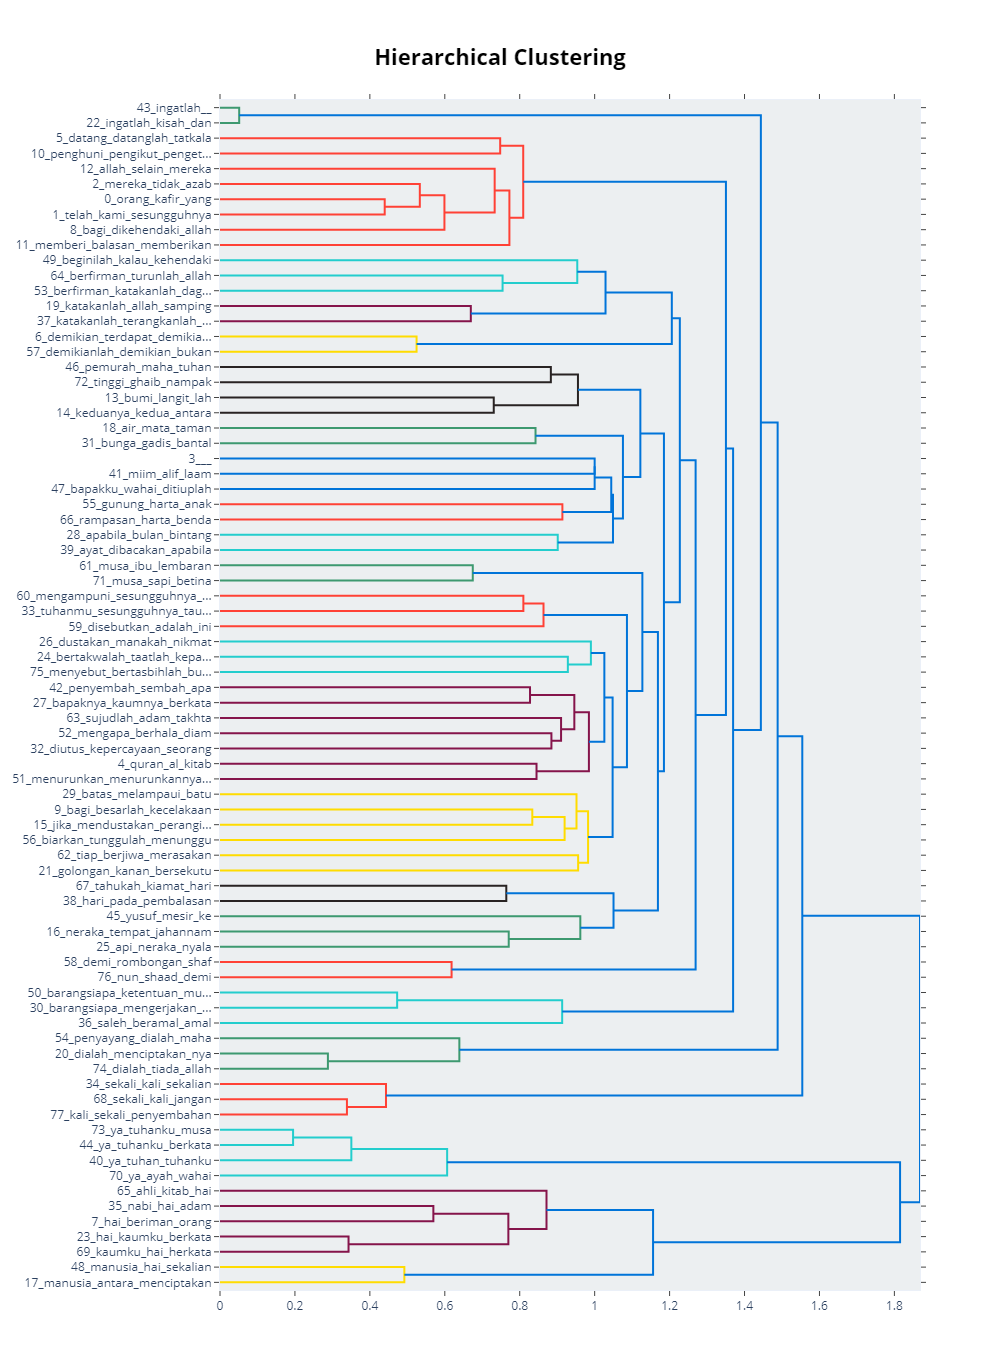 Hierarchical Clustering
43_ingatlah__
22_ingatlah_kisah_dan
5_datang_datanglah_tatkala
10_penghuni_pengikut_penget...
12_allah_selain_mereka
2_mereka_tidak_azab
0_orang_kafir_yang
1_telah_kami_sesungguhnya
8_bagi_dikehendaki_allah
11_memberi_balasan_memberikan
49_beginilah_kalau_kehendaki
64_berfirman_turunlah_allah
53_berfirman_katakanlah_dag...
19_katakanlah_allah_samping
37_katakanlah_terangkanlah_...
6_demikian_terdapat_demikia...
57_demikianlah_demikian_bukan
46_pemurah_maha_tuhan
72_tinggi_ghaib_nampak
13_bumi_langit_lah
14_keduanya_kedua_antara
18_air_mata_taman
31_bunga_gadis_bantal
3___
41_miim_alif_laam
47_bapakku_wahai_ditiuplah
55_gunung_harta_anak
66_rampasan_harta_benda
28_apabila_bulan_bintang
39_ayat_dibacakan_apabila
61_musa_ibu_lembaran
71_musa_sapi_betina
60_mengampuni_sesungguhnya_...
33_tuhanmu_sesungguhnya_tau...
59_disebutkan_adalah_ini
26_dustakan_manakah_nikmat
24_bertakwalah_taatlah_kepa...
75_menyebut_bertasbihlah_bu...
42_penyembah_sembah_apa
27_bapaknya_kaumnya_berkata
63_sujudlah_adam_takhta
52_mengapa_berhala_diam
32_diutus_kepercayaan_seorang
4_quran_al_kitab
51_menurunkan_menurunkannya...
29_batas_melampaui_batu
9_bagi_besarlah_kecelakaan
15_jika_mendustakan_perangi...
56_biarkan_tunggulah_menunggu
62_tiap_berjiwa_merasakan
21_golongan_kanan_bersekutu
67_tahukah_kiamat_hari
38_hari_pada_pembalasan
45_yusuf_mesir_ke
16_neraka_tempat_jahannam
25_api_neraka_nyala
58_demi_rombongan_shaf
76_nun_shaad_demi
50_barangsiapa_ketentuan_mu...
30_barangsiapa_mengerjakan_...
36_saleh_beramal_amal
54_penyayang_dialah_maha
20_dialah_menciptakan_nya
74_dialah_tiada_allah
34_sekali_kali_sekalian
68_sekali_kali_jangan
77_kali_sekali_penyembahan
73_ya_tuhanku_musa
44_ya_tuhanku_berkata
40_ya_tuhan_tuhanku
70_ya_ayah_wahai
65_ahli_kitab_hai
35_nabi_hai_adam
7_hai_beriman_orang
23_hai_kaumku_berkata
69_kaumku_hai_herkata
48_manusia_hai_sekalian
17_manusia_antara_menciptakan
0 0.2 0.4 0.6 0.8 1 1.2 1.4 1.6 1.8